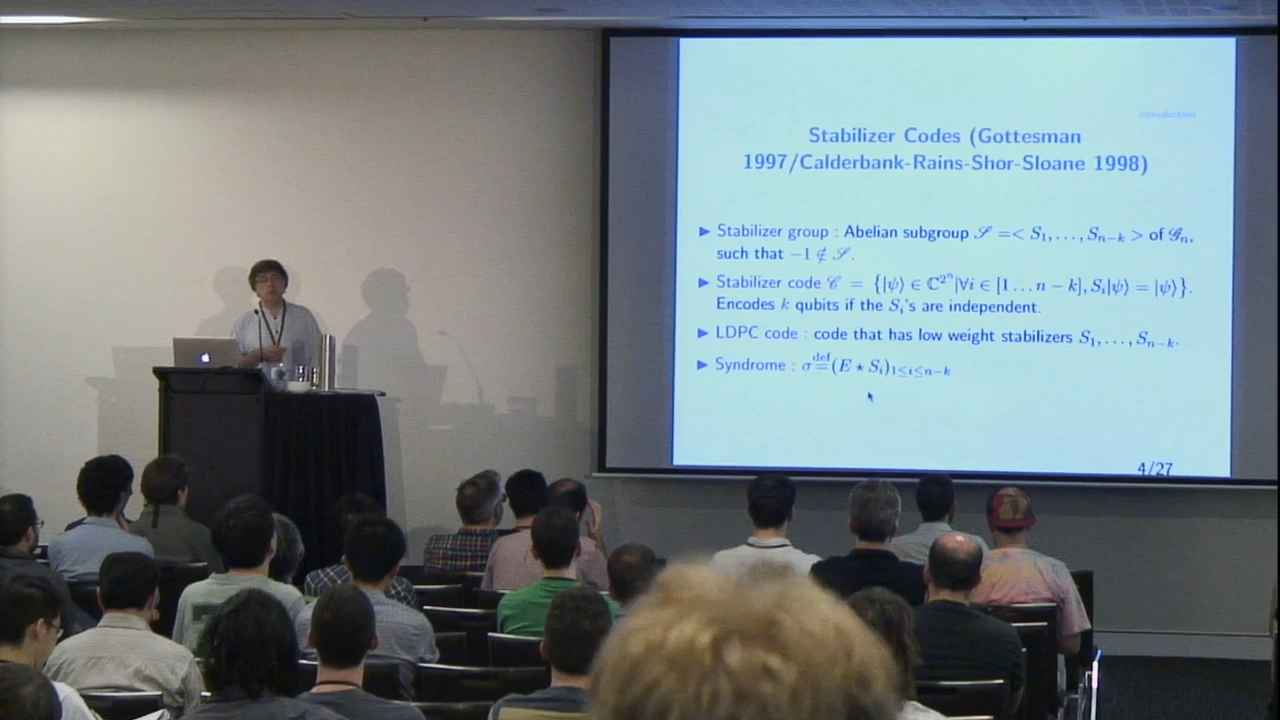 introduction
Stabilizer Codes (Gottesman
1997/Calderbank-Rains-Shor-Sloane 1998)
▶ Stabilizer group : Abelian subgroup 𝒮 =< S₁, . . . , Sₙ₋ₖ > of 𝒢ₙ,
such that −1 ∉ 𝒮.
▶ Stabilizer code 𝒞 = {|ψ⟩ ∈ ℂ^{2^n}|∀i ∈ [1 . . . n − k], Sᵢ|ψ⟩ = |ψ⟩}.
Encodes k qubits if the Sᵢ's are independent.
▶ LDPC code : code that has low weight stabilizers S₁, . . . , Sₙ₋ₖ.
▶ Syndrome : σ def= (E ⋆ Sᵢ)₁≤ᵢ≤ₙ₋ₖ
4/27